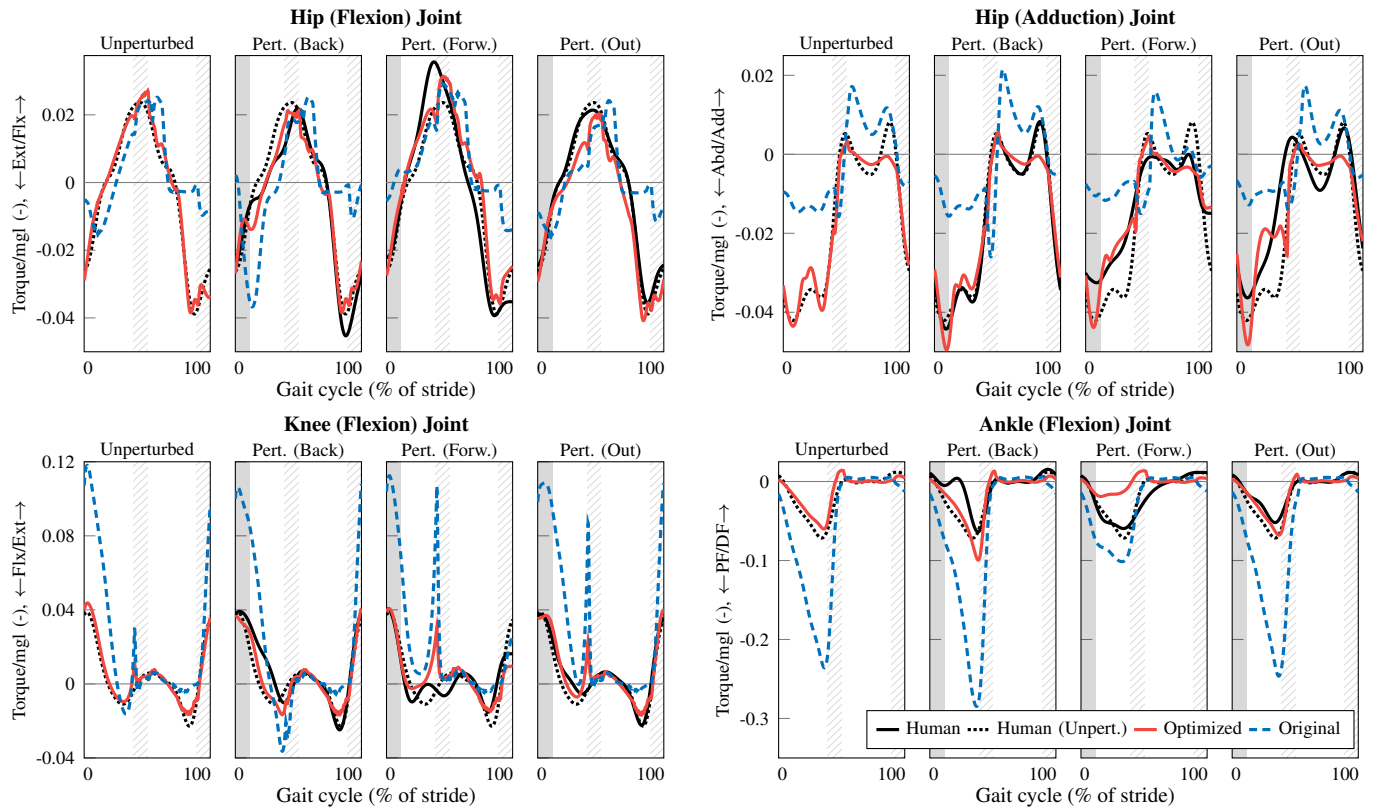 Hip (Flexion) Joint
Unperturbed Pert. (Back) Pert. (Forw.) Pert. (Out)
Torque/mgl (-), ←Ext/Flx→
0.02
0
-0.02
-0.04
0 100 0 100 0 100 0 100
Gait cycle (% of stride)
Hip (Adduction) Joint
Unperturbed Pert. (Back) Pert. (Forw.) Pert. (Out)
Torque/mgl (-), ←Abd/Add→
0.02
0
-0.02
-0.04
0 100 0 100 0 100 0 100
Gait cycle (% of stride)
Knee (Flexion) Joint
Unperturbed Pert. (Back) Pert. (Forw.) Pert. (Out)
Torque/mgl (-), ←Flx/Ext→
0.12
0.08
0.04
0
-0.04
0 100 0 100 0 100 0 100
Gait cycle (% of stride)
Ankle (Flexion) Joint
Unperturbed Pert. (Back) Pert. (Forw.) Pert. (Out)
Torque/mgl (-), ←PF/DF→
0
-0.1
-0.2
-0.3
Human Human (Unpert.) Optimized Original
0 100 0 100 0 100 0 100
Gait cycle (% of stride)